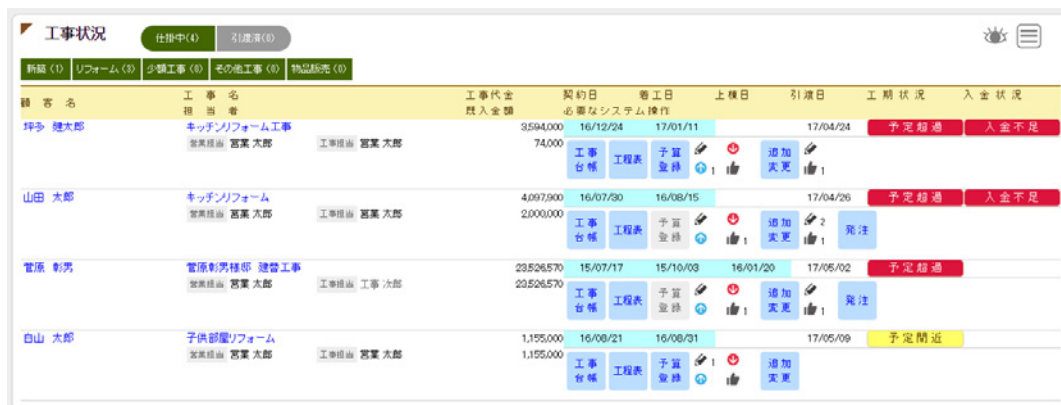 工事状況 仕掛中(4) 引渡済(0)
新築 (1) リフォーム (3) 少額工事 (0) その他工事 (0) 物品販売 (0)
顧 客 名 工 事 名 工事代金 契約日 着工日 上棟日 引渡日 工期状況 入金状況
担 当 者 既入金額 必要なシステム操作
坪多 建太郎 キッチンリフォーム工事 3,594,000 16/12/24 17/01/11 17/04/24 予定超過 入金不足
営業担当 営業 太郎 工事担当 営業 太郎 74,000
工事 工程表 予算 追加
台帳 登録 1 1 変更 1
山田 太郎 キッチンリフォーム 4,097,900 16/07/30 16/08/15 17/04/26 予定超過 入金不足
営業担当 営業 太郎 工事担当 営業 太郎 2,000,000
工事 工程表 予算 追加 2 発注
台帳 登録 1 変更 1
菅原 彰男 菅原彰男様邸 建替工事 23,526,570 15/07/17 15/10/03 16/01/20 17/05/02 予定超過
営業担当 営業 太郎 工事担当 工事 次郎 23,526,570
工事 工程表 予算 追加 発注
台帳 登録 1 変更 1
白山 太郎 子供部屋リフォーム 1,155,000 16/08/21 16/08/31 17/05/09 予定間近
営業担当 営業 太郎 工事担当 営業 太郎 1,155,000
工事 工程表 予算 1 追加
台帳 登録 変更